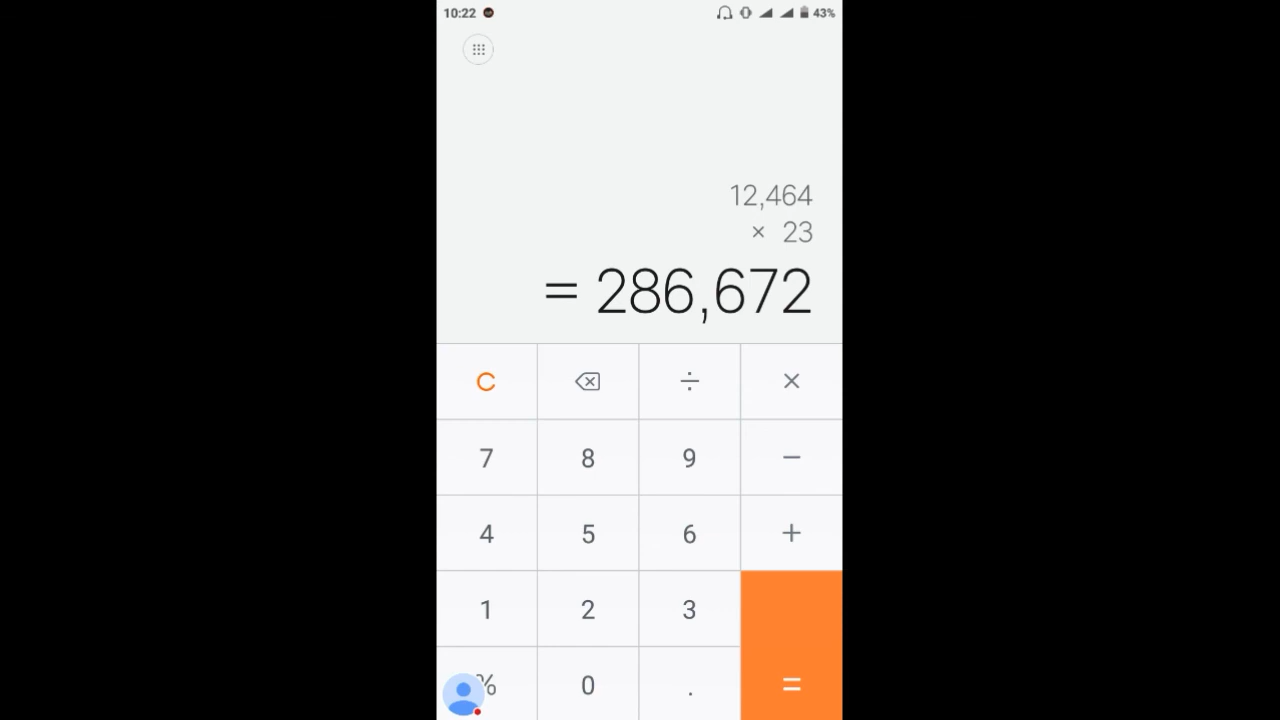 10:22 43%
12,464
× 23
= 286,672
C ÷ ×
7 8 9 −
4 5 6 +
1 2 3
% 0 . =